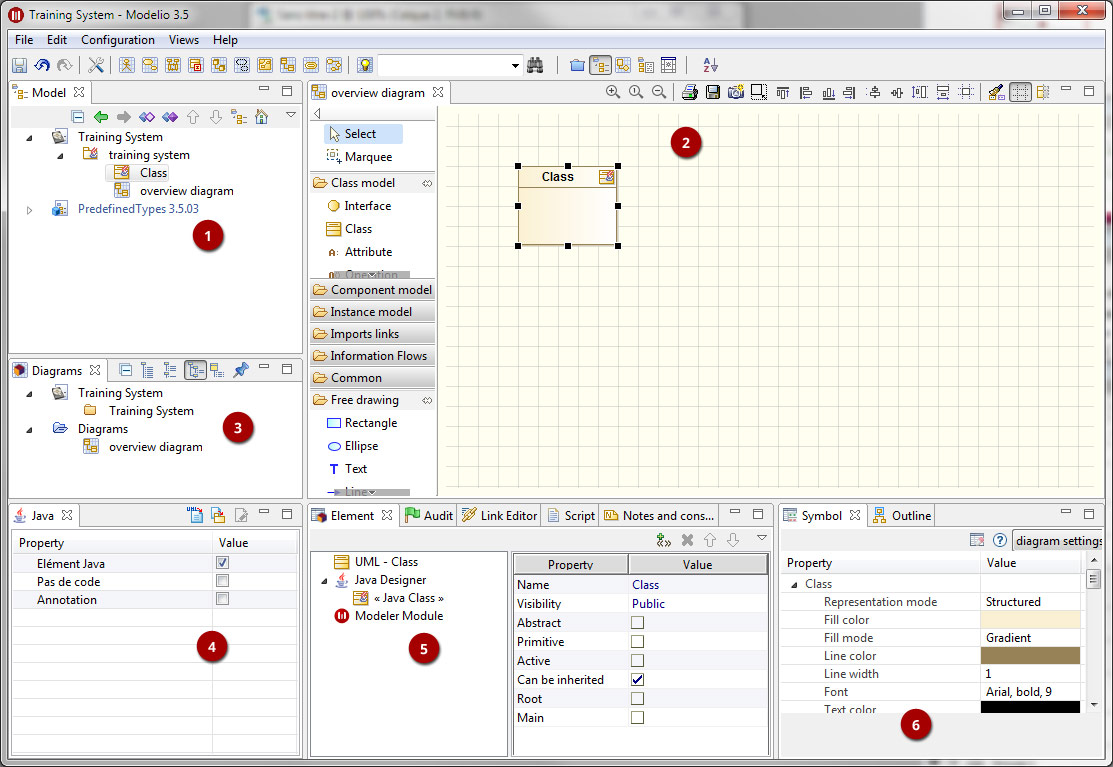 Training System - Modelio 3.5
File Edit Configuration Views Help
Model
Training System
training system
Class
overview diagram
PredefinedTypes 3.5.03
1
overview diagram
Select
Marquee
Class model
Interface
Class
Attribute
Operation
Component model
Instance model
Imports links
Information Flows
Common
Free drawing
Rectangle
Ellipse
Text
Line
Class
2
Diagrams
Training System
Training System
Diagrams
overview diagram
3
Java
Property Value
Elément Java
Pas de code
Annotation
4
Element Audit Link Editor Script Notes and cons...
UML - Class
Java Designer
« Java Class »
Modeler Module
5
Property Value
Name Class
Visibility Public
Abstract
Primitive
Active
Can be inherited
Root
Main
Symbol Outline
diagram settings
Property Value
Class
Representation mode Structured
Fill color
Fill mode Gradient
Line color
Line width 1
Font Arial, bold, 9
Text color
6